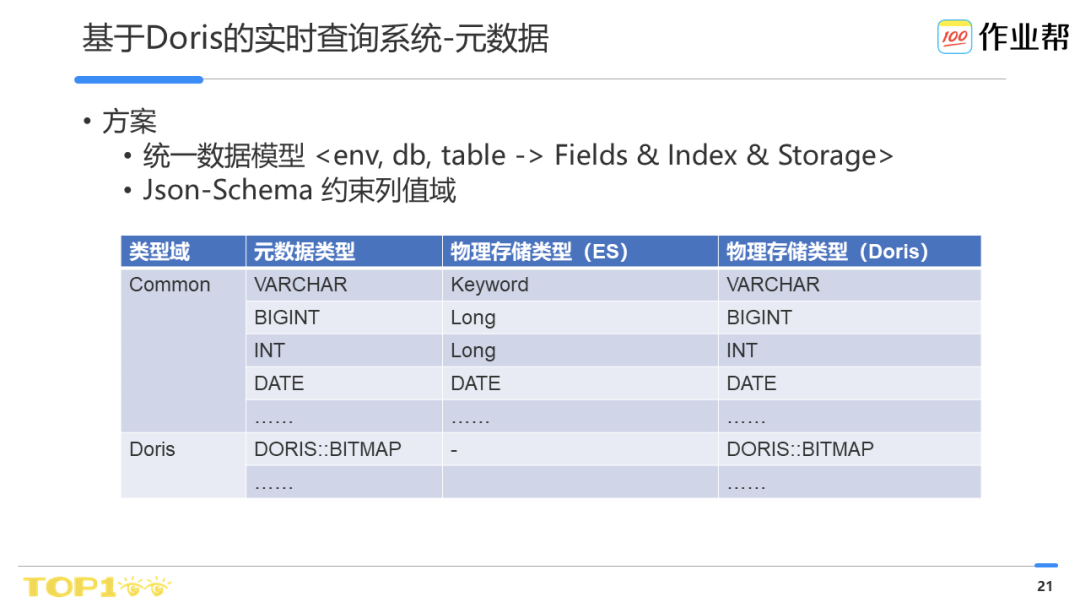 基于Doris的实时查询系统-元数据
100 作业帮
• 方案
• 统一数据模型 <env, db, table -> Fields & Index & Storage>
• Json-Schema 约束列值域
类型域 元数据类型 物理存储类型（ES） 物理存储类型（Doris）
Common VARCHAR Keyword VARCHAR
BIGINT Long BIGINT
INT Long INT
DATE DATE DATE
…… …… ……
Doris DORIS::BITMAP - DORIS::BITMAP
…… ……
TOP100
21